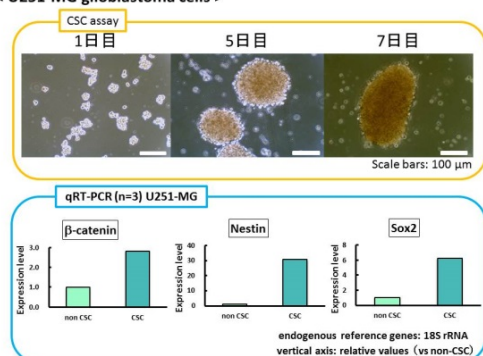 < U251-MG glioblastoma cells >
CSC assay
1日目
5日目
7日目
Scale bars: 100 μm
qRT-PCR (n=3) U251-MG
β-catenin
Expression level
3.0
2.0
1.0
0.0
non CSC
CSC
Nestin
Expression level
40
30
20
10
0
non CSC
CSC
Sox2
Expression level
8
6
4
2
0
non CSC
CSC
endogenous reference genes: 18S rRNA
vertical axis: relative values (vs non-CSC)